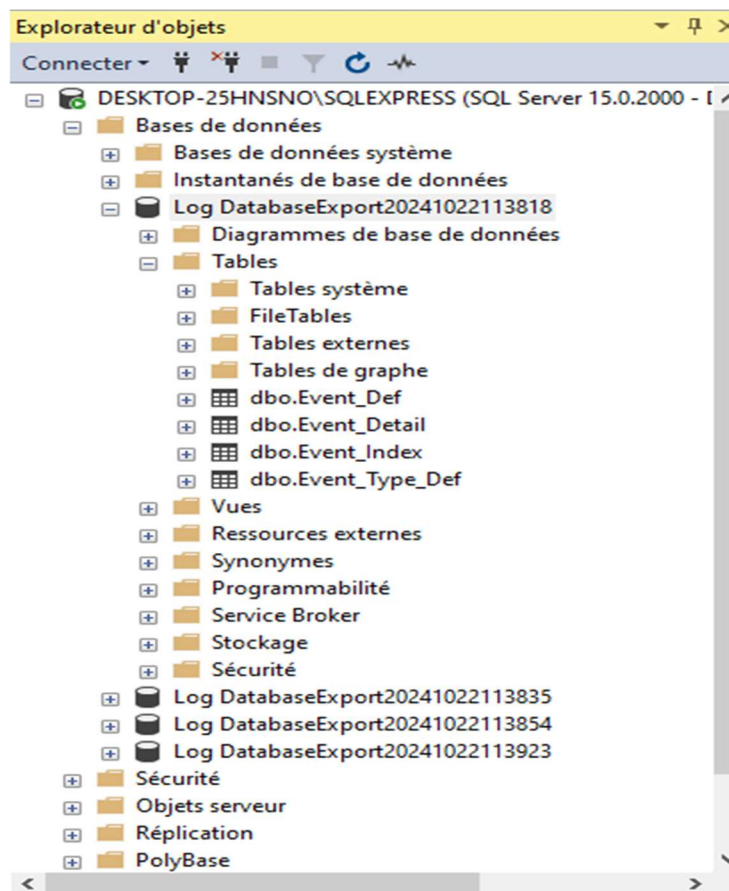 Explorateur d'objets
Connecter
DESKTOP-25HNSNO\SQLEXPRESS (SQL Server 15.0.2000 -
Bases de données
Bases de données système
Instantanés de base de données
Log DatabaseExport20241022113818
Diagrammes de base de données
Tables
Tables système
FileTables
Tables externes
Tables de graphe
dbo.Event_Def
dbo.Event_Detail
dbo.Event_Index
dbo.Event_Type_Def
Vues
Ressources externes
Synonymes
Programmabilité
Service Broker
Stockage
Sécurité
Log DatabaseExport20241022113835
Log DatabaseExport20241022113854
Log DatabaseExport20241022113923
Sécurité
Objets serveur
Réplication
PolyBase